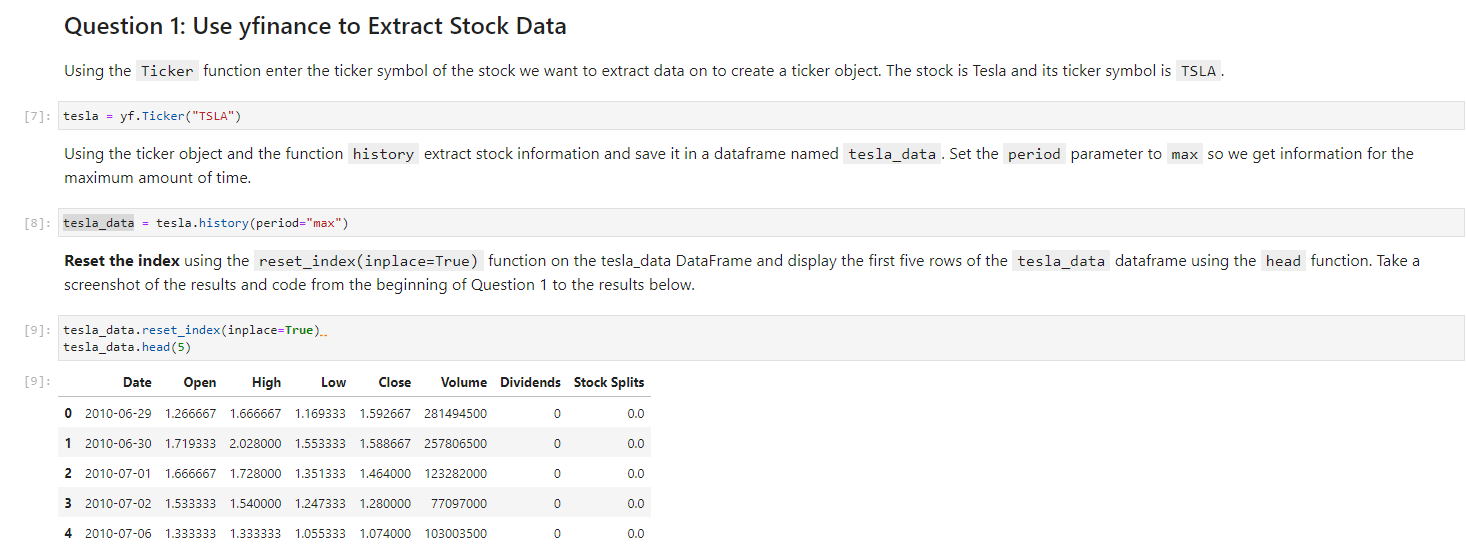 Question 1: Use yfinance to Extract Stock Data
Using the Ticker function enter the ticker symbol of the stock we want to extract data on to create a ticker object. The stock is Tesla and its ticker symbol is TSLA .
[7]: tesla = yf.Ticker("TSLA")
Using the ticker object and the function history extract stock information and save it in a dataframe named tesla_data . Set the period parameter to max so we get information for the
maximum amount of time.
[8]: tesla_data = tesla.history(period="max")
Reset the index using the reset_index(inplace=True) function on the tesla_data DataFrame and display the first five rows of the tesla_data dataframe using the head function. Take a
screenshot of the results and code from the beginning of Question 1 to the results below.
[9]: tesla_data.reset_index(inplace=True)
tesla_data.head(5)
[9]: Date Open High Low Close Volume Dividends Stock Splits
0 2010-06-29 1.266667 1.666667 1.169333 1.592667 281494500 0 0.0
1 2010-06-30 1.719333 2.028000 1.553333 1.588667 257806500 0 0.0
2 2010-07-01 1.666667 1.728000 1.351333 1.464000 123282000 0 0.0
3 2010-07-02 1.533333 1.540000 1.247333 1.280000 77097000 0 0.0
4 2010-07-06 1.333333 1.333333 1.055333 1.074000 103003500 0 0.0